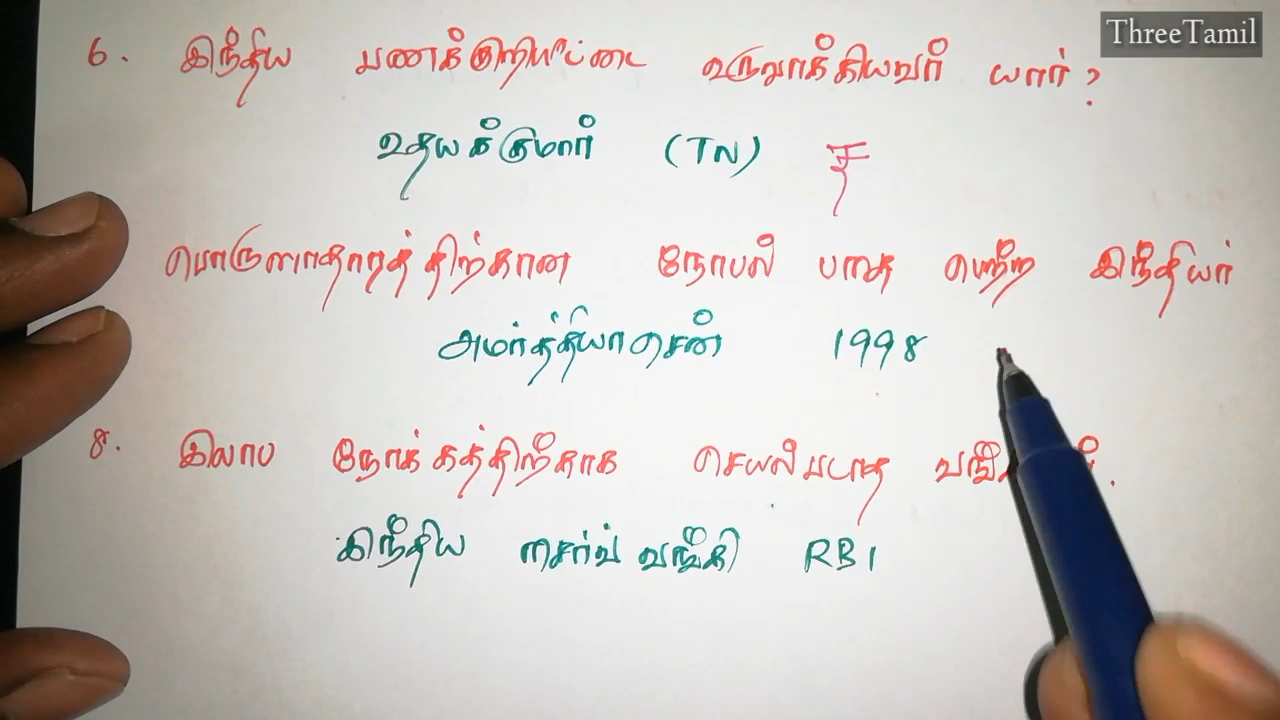 ThreeTamil
6. இந்திய பணக்குறியீட்டை உருவாக்கியவர் யார்?
உதயக்குமார் (TN)
பொருளாதாரத்திற்கான நோபல் பெற்ற இந்தியர்
அமர்த்தியா சென் 1998
8. இலாப நோக்கத்திற்காக செயல்படாத
இந்திய ரிசர்வ் வங்கி RBI